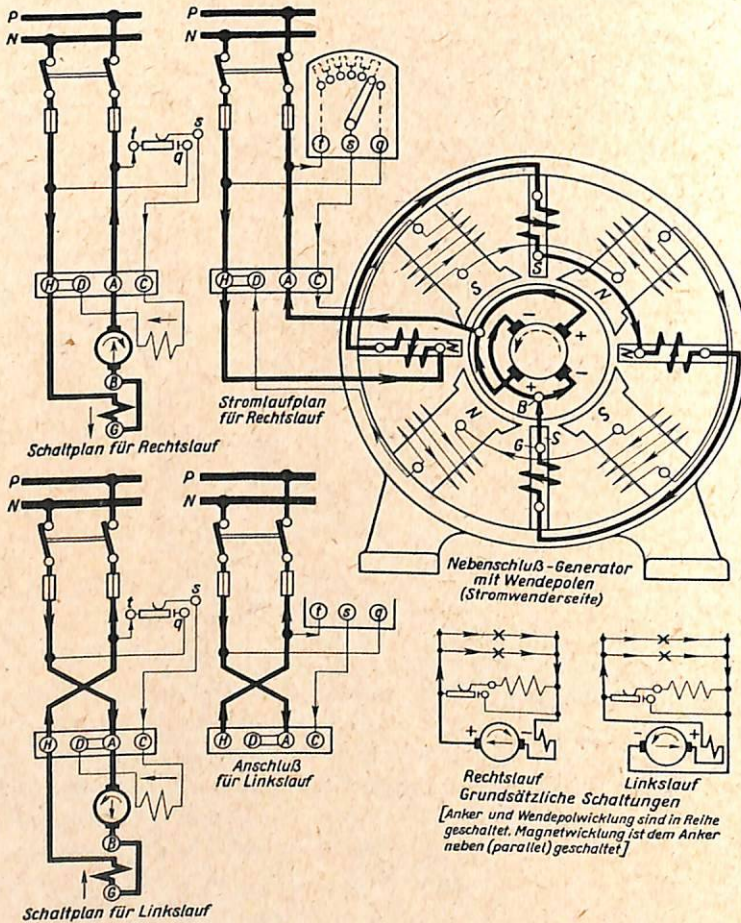 P
N
t
s
q
H D A C
B
G
Schaltplan für Rechtslauf
P
N
t s q
H D A C
Stromlaufplan
für Rechtslauf
S
S
N
N
N
N
S
S
G
B
-
+
-
+
Nebenschluß-Generator
mit Wendepolen
(Stromwenderseite)
P
N
t
s
q
H D A C
B
G
Schaltplan für Linkslauf
P
N
t s q
H D A C
Anschluß
für Linkslauf
+ -
Rechtslauf
- +
Linkslauf
Grundsätzliche Schaltungen
[Anker und Wendepolwicklung sind in Reihe
geschaltet. Magnetwicklung ist dem Anker
neben (parallel) geschaltet]